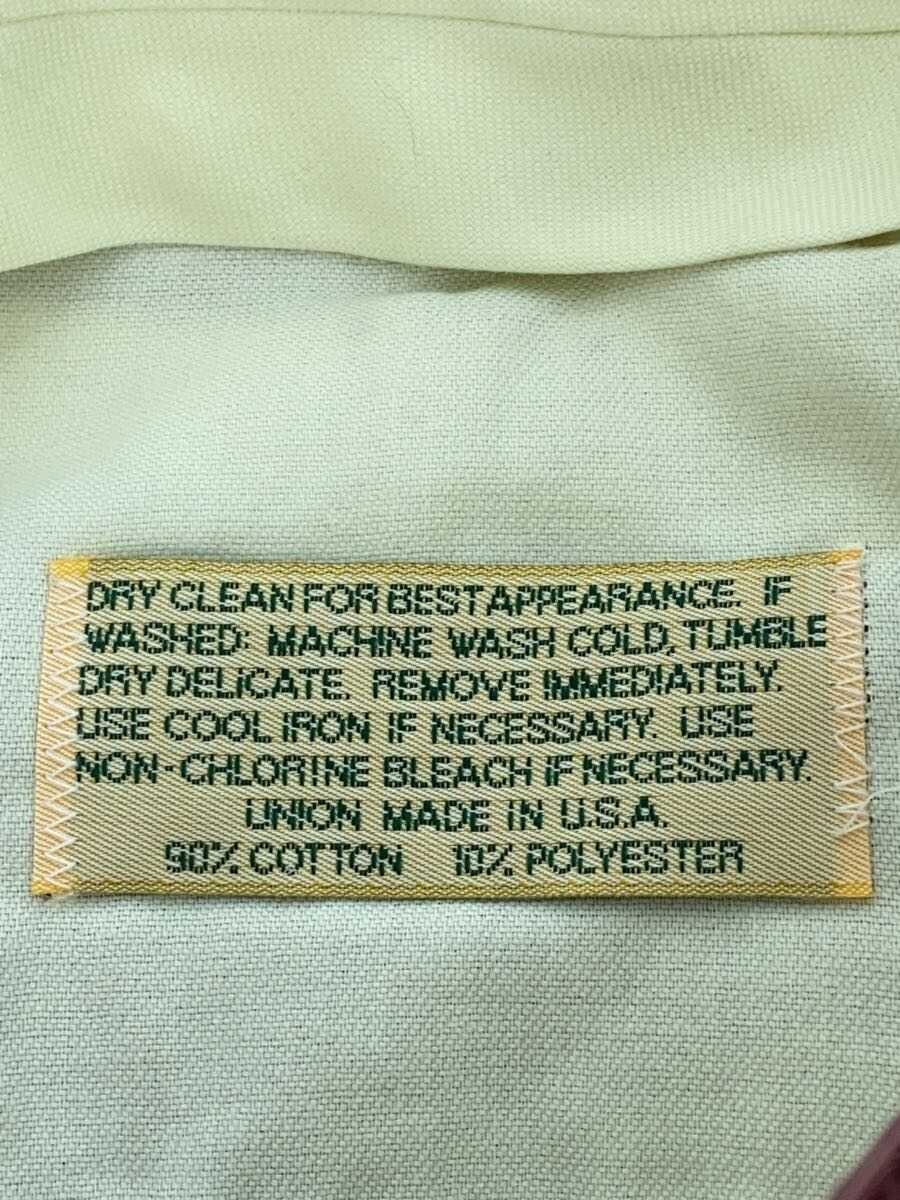 DRY CLEAN FOR BEST APPEARANCE. IF
WASHED: MACHINE WASH COLD, TUMBLE
DRY DELICATE. REMOVE IMMEDIATELY.
USE COOL IRON IF NECESSARY. USE
NON-CHLORINE BLEACH IF NECESSARY.
UNION MADE IN U.S.A.
90% COTTON 10% POLYESTER